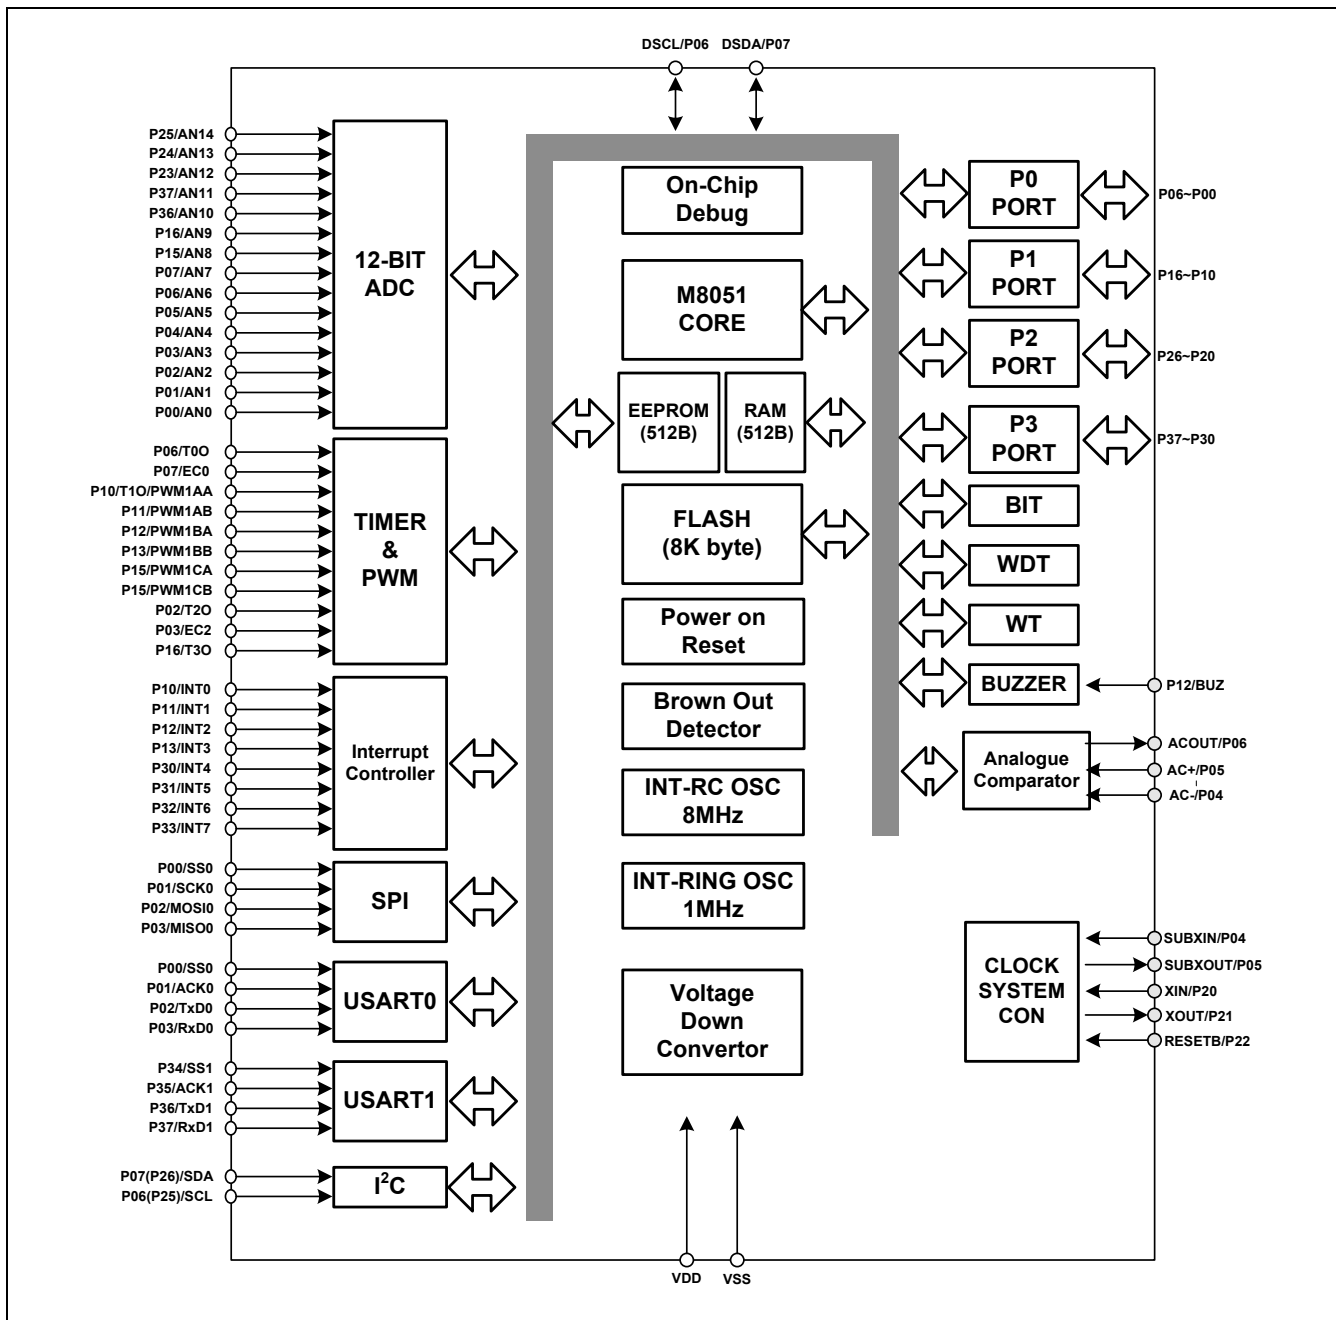 DSCL/P06 DSDA/P07
P25/AN14
P24/AN13
P23/AN12
P37/AN11
P36/AN10
P16/AN9
P15/AN8
P07/AN7
P06/AN6
P05/AN5
P04/AN4
P03/AN3
P02/AN2
P01/AN1
P00/AN0
12-BIT
ADC
P06/T0O
P07/EC0
P10/T1O/PWM1AA
P11/PWM1AB
P12/PWM1BA
P13/PWM1BB
P15/PWM1CA
P15/PWM1CB
P02/T2O
P03/EC2
P16/T3O
TIMER
&
PWM
P10/INT0
P11/INT1
P12/INT2
P13/INT3
P30/INT4
P31/INT5
P32/INT6
P33/INT7
Interrupt
Controller
P00/SS0
P01/SCK0
P02/MOSI0
P03/MISO0
SPI
P00/SS0
P01/ACK0
P02/TxD0
P03/RxD0
USART0
P34/SS1
P35/ACK1
P36/TxD1
P37/RxD1
USART1
P07(P26)/SDA
P06(P25)/SCL
I²C
On-Chip
Debug
M8051
CORE
EEPROM
(512B)
RAM
(512B)
FLASH
(8K byte)
Power on
Reset
Brown Out
Detector
INT-RC OSC
8MHz
INT-RING OSC
1MHz
Voltage
Down
Convertor
VDD VSS
P0
PORT
P06~P00
P1
PORT
P16~P10
P2
PORT
P26~P20
P3
PORT
P37~P30
BIT
WDT
WT
BUZZER
P12/BUZ
Analogue
Comparator
ACOUT/P06
AC+/P05
AC-/P04
CLOCK
SYSTEM
CON
SUBXIN/P04
SUBXOUT/P05
XIN/P20
XOUT/P21
RESETB/P22